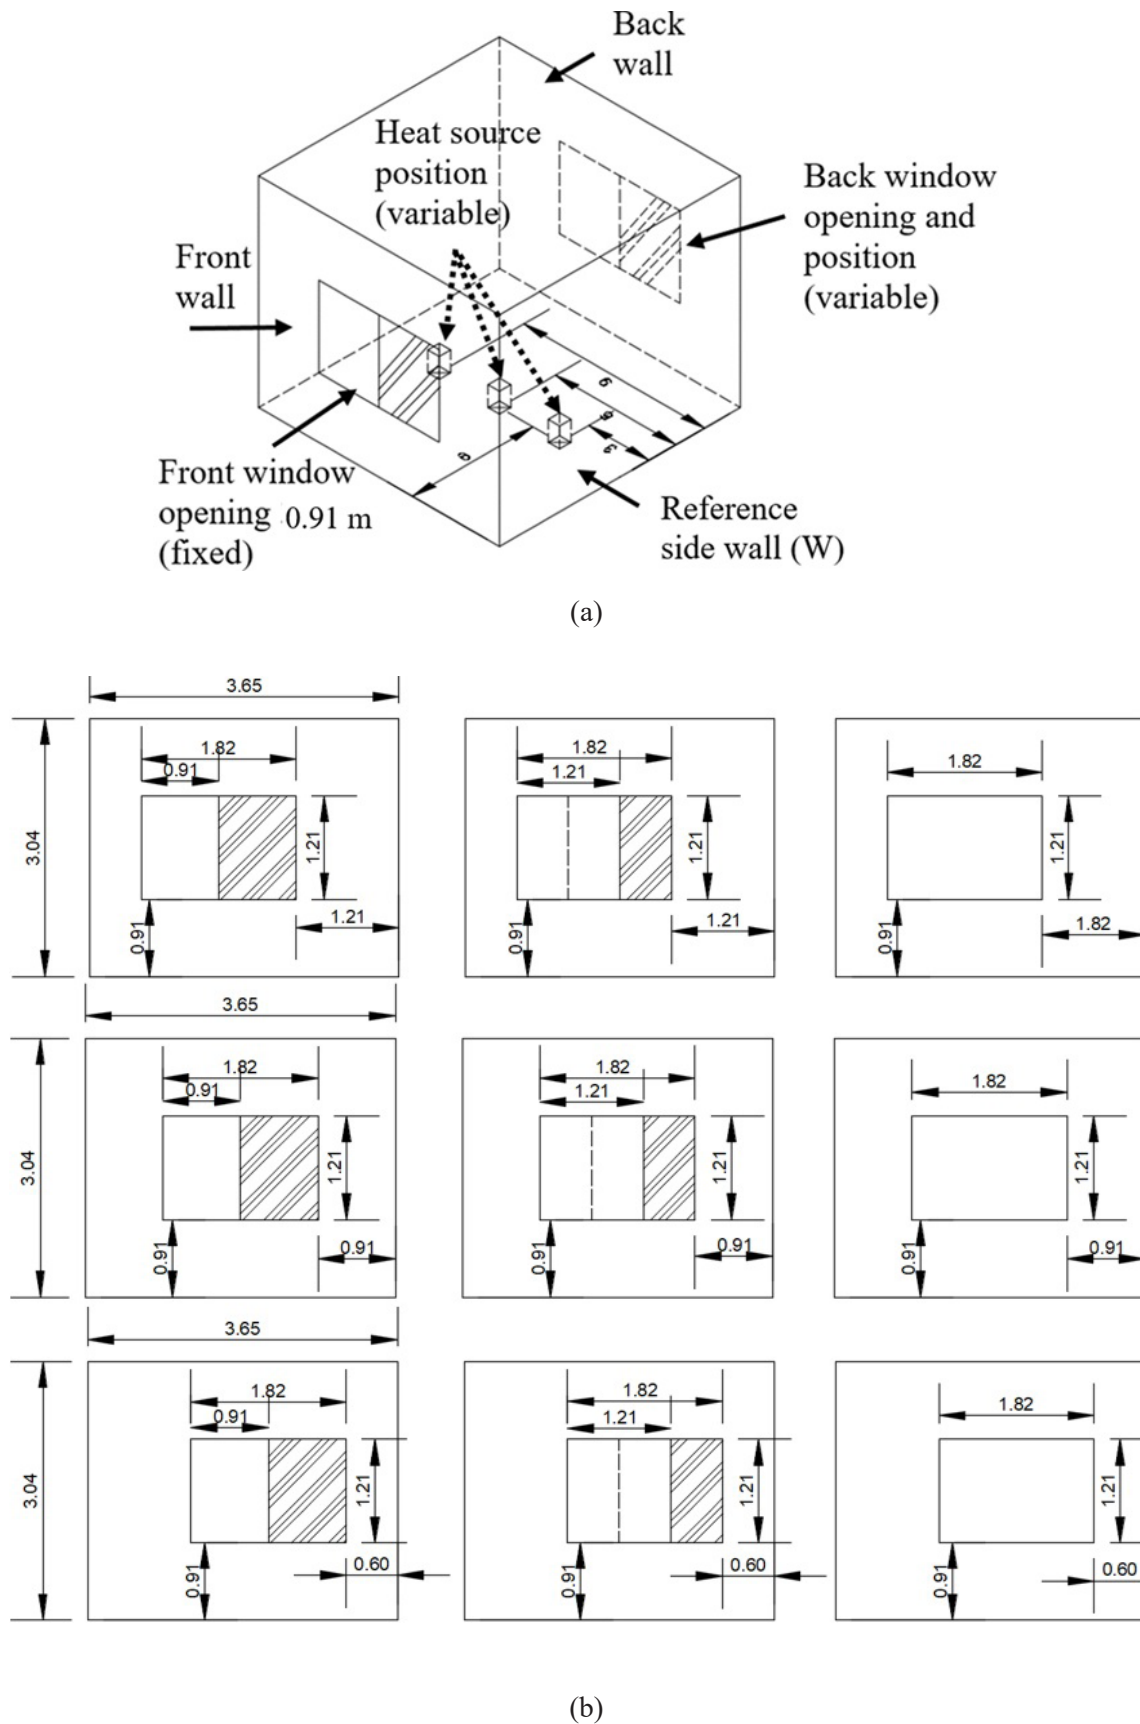 Back
wall
Heat source
position
(variable)
Back window
opening and
position
(variable)
Front
wall
9
6
3
6
Front window
opening 0.91 m
(fixed)
Reference
side wall (W)
(a)
3.65
1.82 1.82 1.82
0.91 1.21
3.04 1.21 1.21 1.21
0.91 1.21 0.91 1.21 0.91 1.82
3.65
1.82 1.82 1.82
0.91 1.21
3.04 1.21 1.21 1.21
0.91 0.91 0.91 0.91 0.91 0.91
3.65
1.82 1.82 1.82
0.91 1.21
3.04 1.21 1.21 1.21
0.91 0.60 0.91 0.60 0.91 0.60
(b)